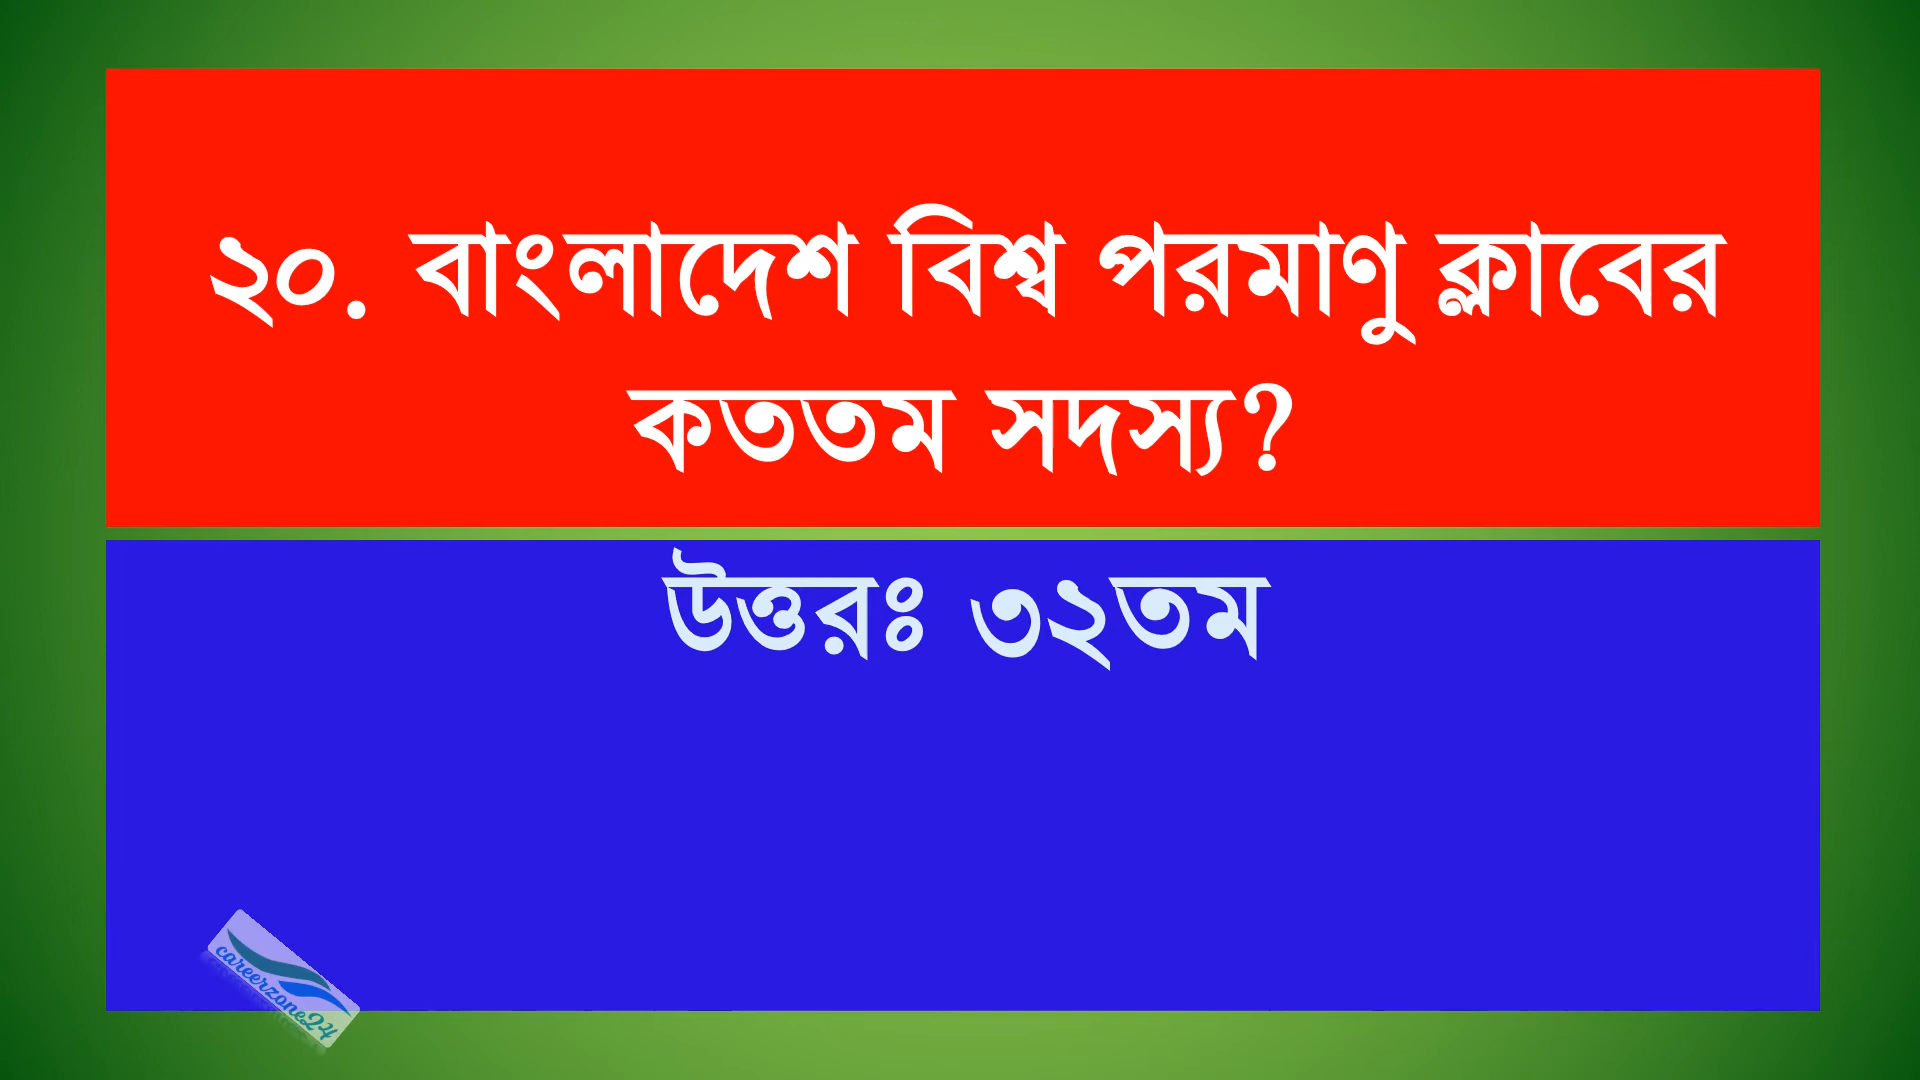 ২০. বাংলাদেশ বিশ্ব পরমাণু ক্লাবের
কততম সদস্য?
উত্তরঃ ৩২তম
careerzone24